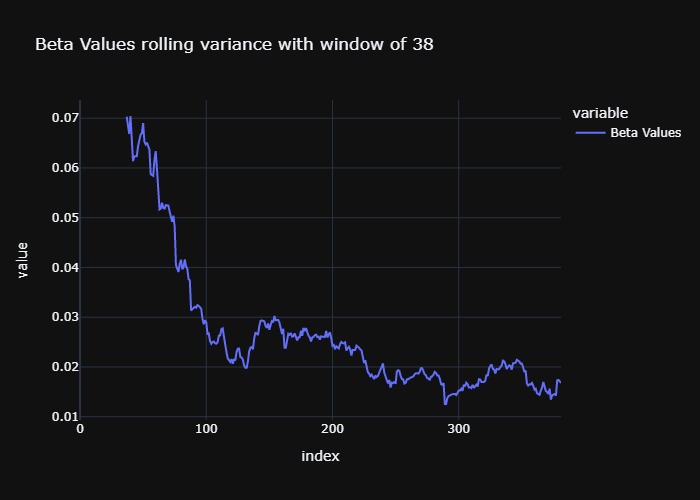 Beta Values rolling variance with window of 38
variable
Beta Values
0.07
0.06
0.05
0.04
0.03
0.02
0.01
value
0
100
200
300
index